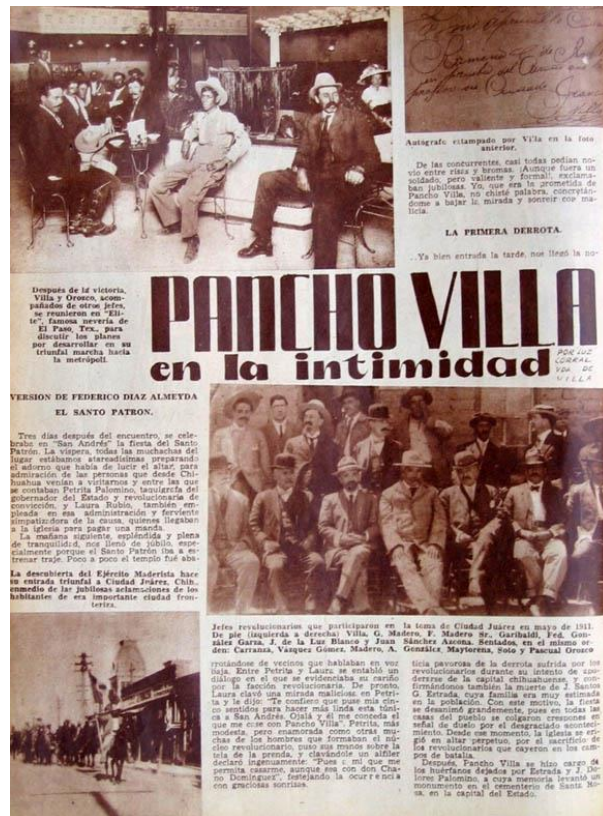 Autógrafo estampado por Villa en la foto
anterior.
De las concurrentes, casi todas pedían no-
vio entre risas y bromas. ¡Aunque fuera un
soldado, pero valiente y formal!, exclama-
ban jubilosas. Yo, que era la prometida de
Pancho Villa, no chisté palabra, concretán-
dome a bajar la mirada y sonreír con ma-
licia.
LA PRIMERA DERROTA.
..Ya bien entrada la tarde, nos llegó la no-
Después de la victoria,
Villa y Orozco, acom-
pañados de otros jefes,
se reunieron en "Eli-
te", famosa nevería de
El Paso, Tex., para
discutir los planes
por desarrollar en su
triunfal marcha hacia
la metrópoli.
PANCHO VILLA
en la intimidad
POR LUZ
CORRAL
VDA DE
VILLA
VERSION DE FEDERICO DIAZ ALMEYDA
EL SANTO PATRON.
Tres días después del encuentro, se cele-
braba en "San Andrés" la fiesta del Santo
Patrón. La víspera, todas las muchachas del
lugar estábamos atareadísimas preparando
el adorno que había de lucir el altar, para
admiración de las personas que desde Chi-
huahua venían a visitarnos y entre las que
se contaban Petrita Palomino, taquígrafa del
gobernador del Estado y revolucionaria de
convicción, y Laura Rubio, también em-
pleada en esa administración y ferviente
simpatizadora de la causa, quienes llegaban
a la iglesia para pagar una manda.
La mañana siguiente, espléndida y plena
de tranquilidad, nos llenó de júbilo, espe-
cialmente porque el Santo Patrón iba a es-
trenar traje. Poco a poco el templo fué aba-
La descubierta del Ejército Maderista hace
su entrada triunfal a Ciudad Juárez, Chih.,
enmedio de las jubilosas aclamaciones de los
habitantes de esa importante ciudad fron-
teriza.
Jefes revolucionarios que participaron en la toma de Ciudad Juárez en mayo de 1911.
De pie (izquierda a derecha) Villa, G. Madero, F. Madero Sr., Garibaldi, Fed. Gon-
zález Garza, J. de la Luz Blanco y Juan Sánchez Azcona. Sentados, en el mismo or-
den: Carranza, Vázquez Gómez, Madero, A. González, Maytorena, Soto y Pascual Orozco
rrotándose de vecinos que hablaban en voz
baja. Entre Petrita y Laura se entabló un
diálogo en el que se evidenciaba su cariño
por la facción revolucionaria. De pronto,
Laura clavó una mirada maliciosa en Petri-
ta y le dijo: "Te confieso que puse mis cin-
co sentidos para hacer más linda esta túni-
ca a San Andrés. Ojalá y él me conceda el
que me case con Pancho Villa". Petrita, más
modesta, pero enamorada como otras mu-
chas de los hombres que formaban el nú-
cleo revolucionario, puso sus manos sobre la
tela de la prenda, y clavándole un alfiler
declaró ingenuamente: "Pues a mí que me
permita casarme, aunque sea con don Cha-
no Domínguez", festejando la ocurrencia
con graciosas sonrisas.
ticia pavorosa de la derrota sufrida por los
revolucionarios durante su intento de apo-
derarse de la capital chihuahuense, y con-
firmándonos también la muerte de J. Santos
G. Estrada, cuya familia era muy estimada
en la población. Con este motivo, la fiesta
se desanimó grandemente, pues en todas las
casas del pueblo se colgaron crespones en
señal de duelo por el desgraciado aconteci-
miento. Desde ese momento, la iglesia se eri-
gió en altar perpetuo, por el sacrificio de
los revolucionarios que cayeron en los cam-
pos de batalla.
Después, Pancho Villa se hizo cargo de
los huérfanos dejados por Estrada y J. Do-
lores Palomino, a cuya memoria levantó un
monumento en el cementerio de Santa Ro-
sa, en la capital del Estado.